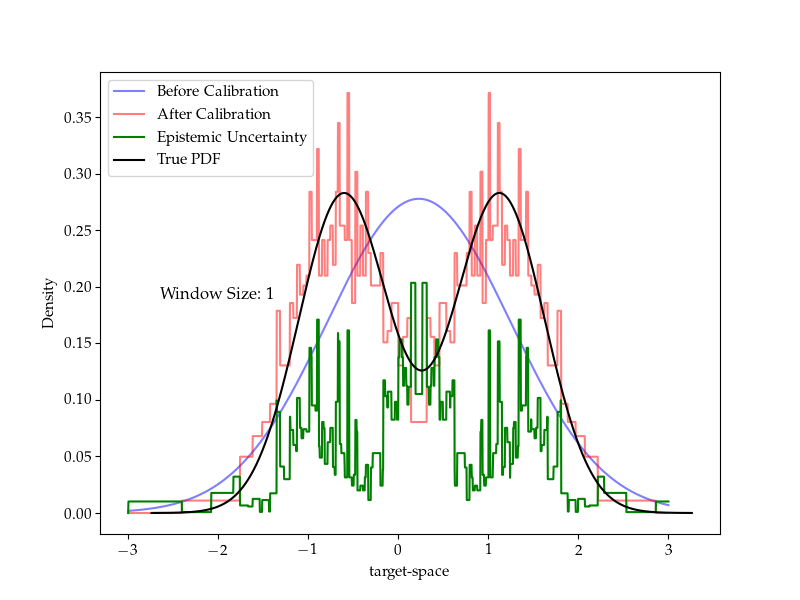 Before Calibration
After Calibration
Epistemic Uncertainty
True PDF
Window Size: 1
Density
0.35
0.30
0.25
0.20
0.15
0.10
0.05
0.00
−3
−2
−1
0
1
2
3
target-space